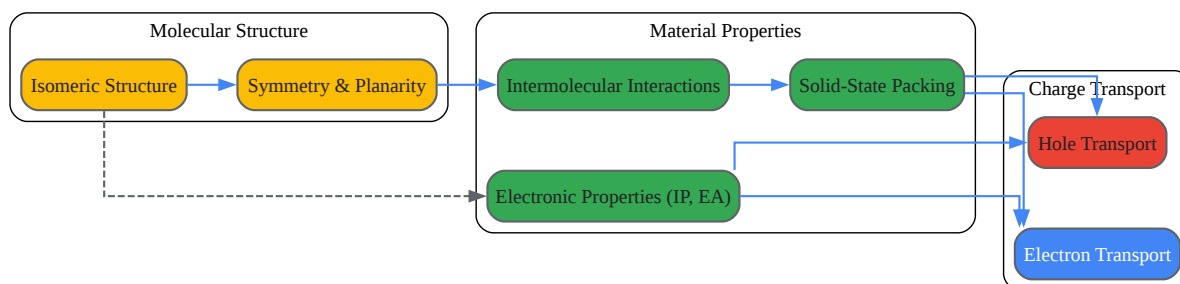 Molecular Structure
Isomeric Structure
Symmetry & Planarity
Material Properties
Intermolecular Interactions
Solid-State Packing
Electronic Properties (IP, EA)
Charge Transport
Hole Transport
Electron Transport